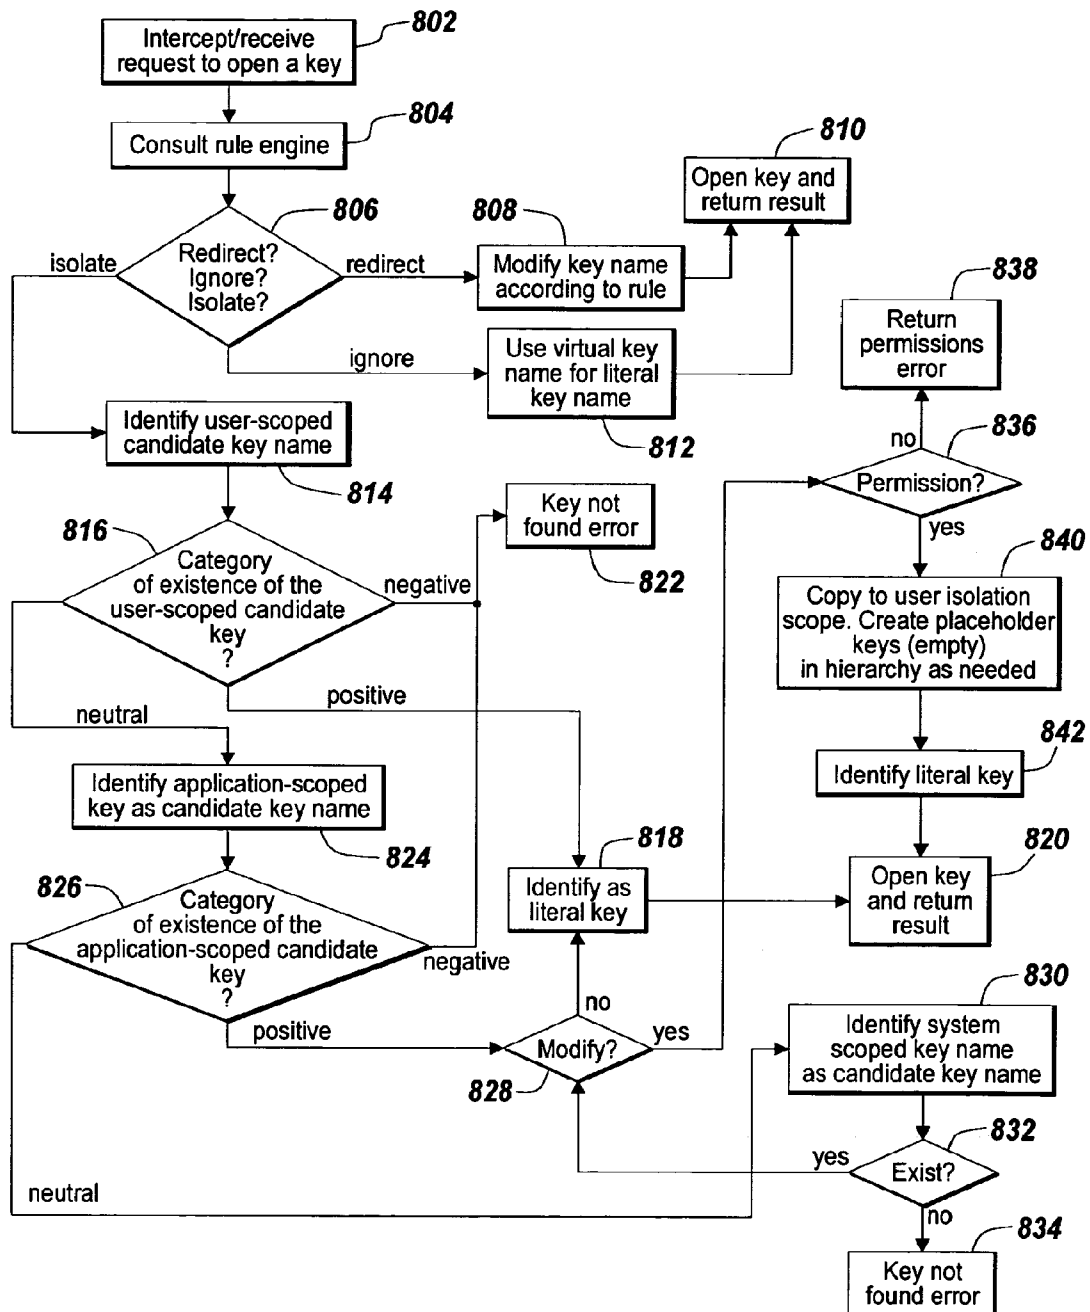 802
Intercept/receive
request to open a key
804
Consult rule engine
806
Redirect?
Ignore?
Isolate?
isolate
redirect
ignore
808
Modify key name
according to rule
810
Open key and
return result
Use virtual key
name for literal
key name
812
838
Return
permissions
error
no
836
Permission?
yes
Identify user-scoped
candidate key name
814
816
Category
of existence of the
user-scoped candidate
key
?
negative
Key not
found error
822
840
Copy to user isolation
scope. Create placeholder
keys (empty)
in hierarchy as needed
positive
neutral
842
Identify literal key
Identify application-scoped
key as candidate key name
824
818
Identify as
literal key
820
Open key
and return
result
826
Category
of existence of the
application-scoped candidate
key
?
negative
positive
no
Modify?
yes
828
830
Identify system
scoped key name
as candidate key name
832
Exist?
yes
neutral
no
834
Key not
found error